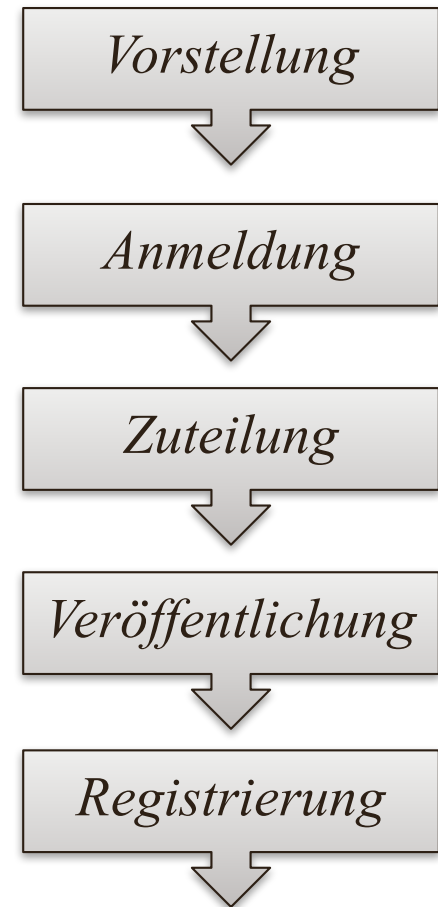 Vorstellung
Anmeldung
Zuteilung
Veröffentlichung
Registrierung